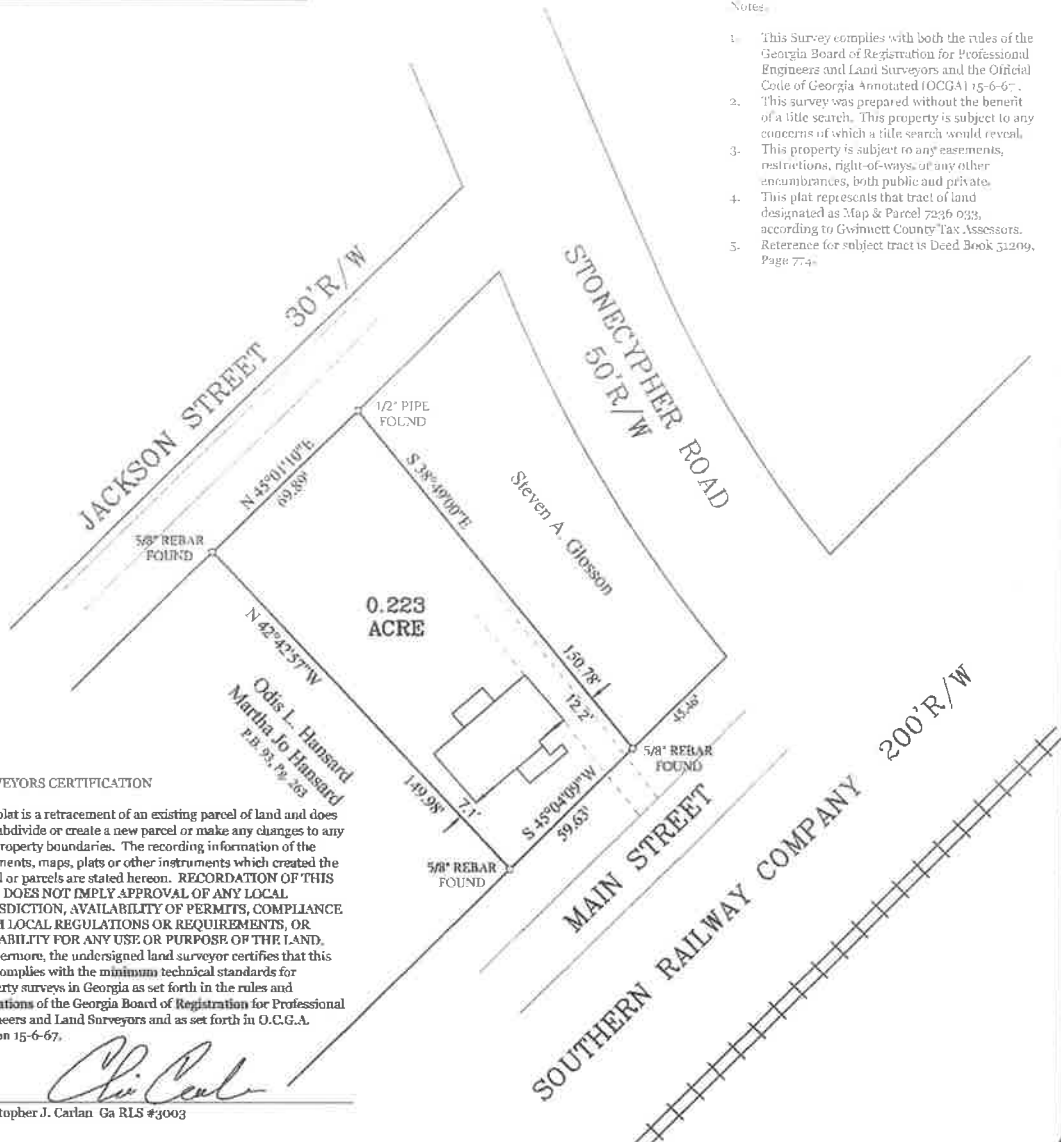 Notes.
1. This Survey complies with both the rules of the
Georgia Board of Registration for Professional
Engineers and Land Surveyors and the Official
Code of Georgia Annotated (OCGA) 15-6-67.
2. This survey was prepared without the benefit
of a title search. This property is subject to any
concerns of which a title search would reveal.
3. This property is subject to any easements,
restrictions, right-of-ways, or any other
encumbrances, both public and private.
4. This plat represents that tract of land
designated as Map & Parcel 7236 033,
according to Gwinnett County Tax Assessors.
5. Reference for subject tract is Deed Book 31209,
Page 774.
JACKSON STREET 30'R/W
STONECYPHER ROAD
50'R/W
1/2" PIPE
FOUND
N 45°01'10"E
69.89'
S 38°49'00"E
150.78'
Steven A. Glosson
5/8" REBAR
FOUND
0.223
ACRE
N 42°42'57"W
149.98'
Odis L. Hansard
Martha Jo Hansard
P.B. 93, Pg. 263
12.2'
7.1'
45.46'
5/8" REBAR
FOUND
S 45°04'09"W
59.63'
5/8" REBAR
FOUND
MAIN STREET
SOUTHERN RAILWAY COMPANY 200'R/W
VEYORS CERTIFICATION
plat is a retracement of an existing parcel of land and does
ubdivide or create a new parcel or make any changes to any
roperty boundaries. The recording information of the
ments, maps, plats or other instruments which created the
l or parcels are stated hereon. RECORDATION OF THIS
DOES NOT IMPLY APPROVAL OF ANY LOCAL
SDICTION, AVAILABILITY OF PERMITS, COMPLIANCE
LOCAL REGULATIONS OR REQUIREMENTS, OR
ABILITY FOR ANY USE OR PURPOSE OF THE LAND.
ermore, the undersigned land surveyor certifies that this
omplies with the minimum technical standards for
erty surveys in Georgia as set forth in the rules and
ations of the Georgia Board of Registration for Professional
eers and Land Surveyors and as set forth in O.C.G.A.
on 15-6-67.
topher J. Carlan Ga RLS #3003